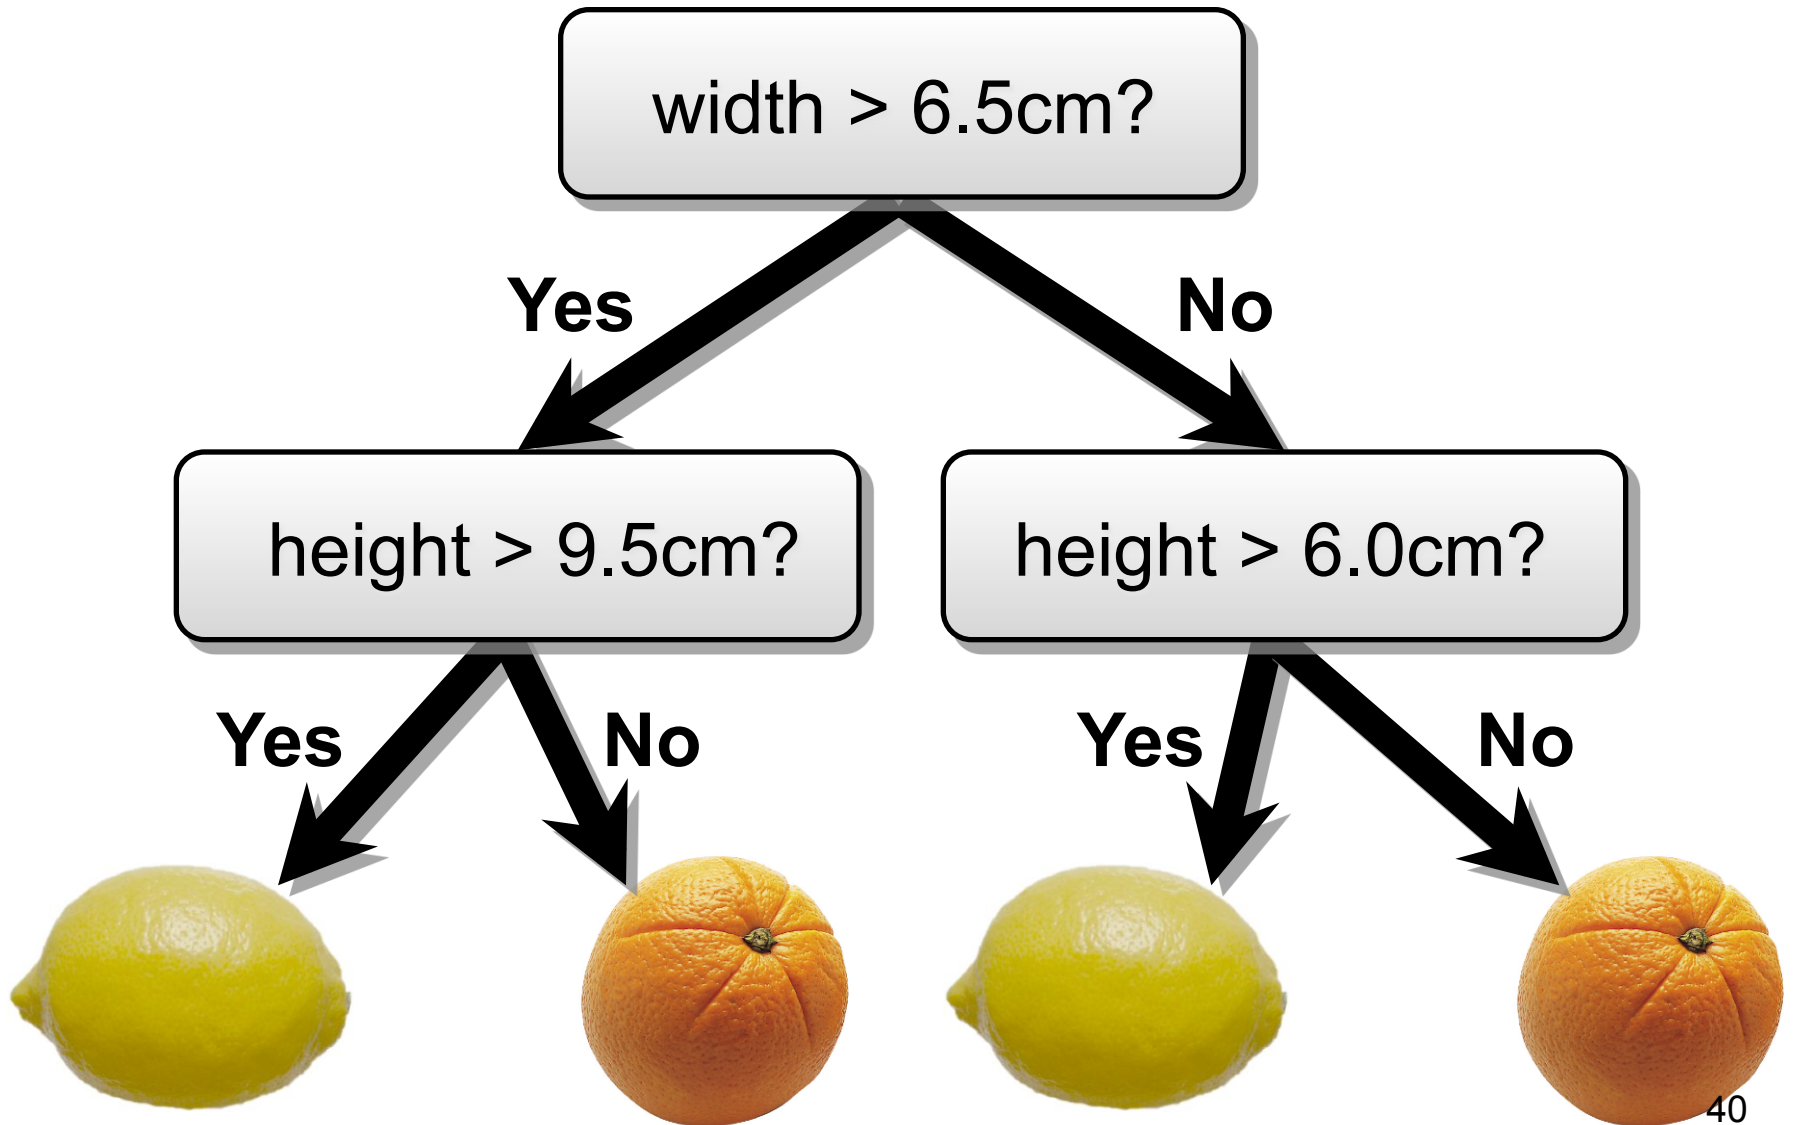 width > 6.5cm?
Yes
No
height > 9.5cm?
height > 6.0cm?
Yes
No
Yes
No
40